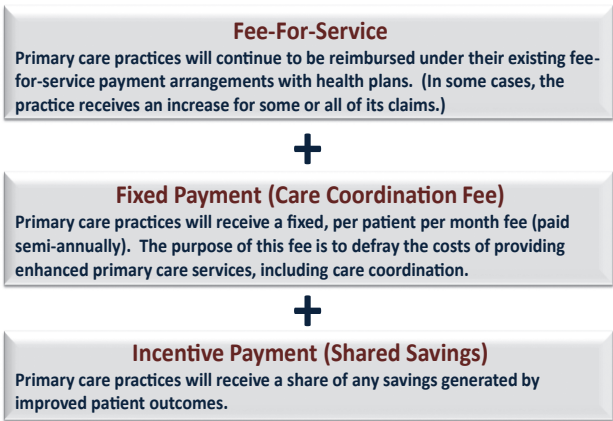 Fee-For-Service
Primary care practices will continue to be reimbursed under their existing fee-
for-service payment arrangements with health plans. (In some cases, the
practice receives an increase for some or all of its claims.)
+
Fixed Payment (Care Coordination Fee)
Primary care practices will receive a fixed, per patient per month fee (paid
semi-annually). The purpose of this fee is to defray the costs of providing
enhanced primary care services, including care coordination.
+
Incentive Payment (Shared Savings)
Primary care practices will receive a share of any savings generated by
improved patient outcomes.